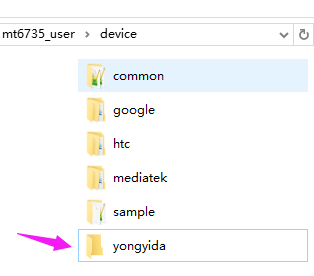 mt6735_user > device
common
google
htc
mediatek
sample
yongyida